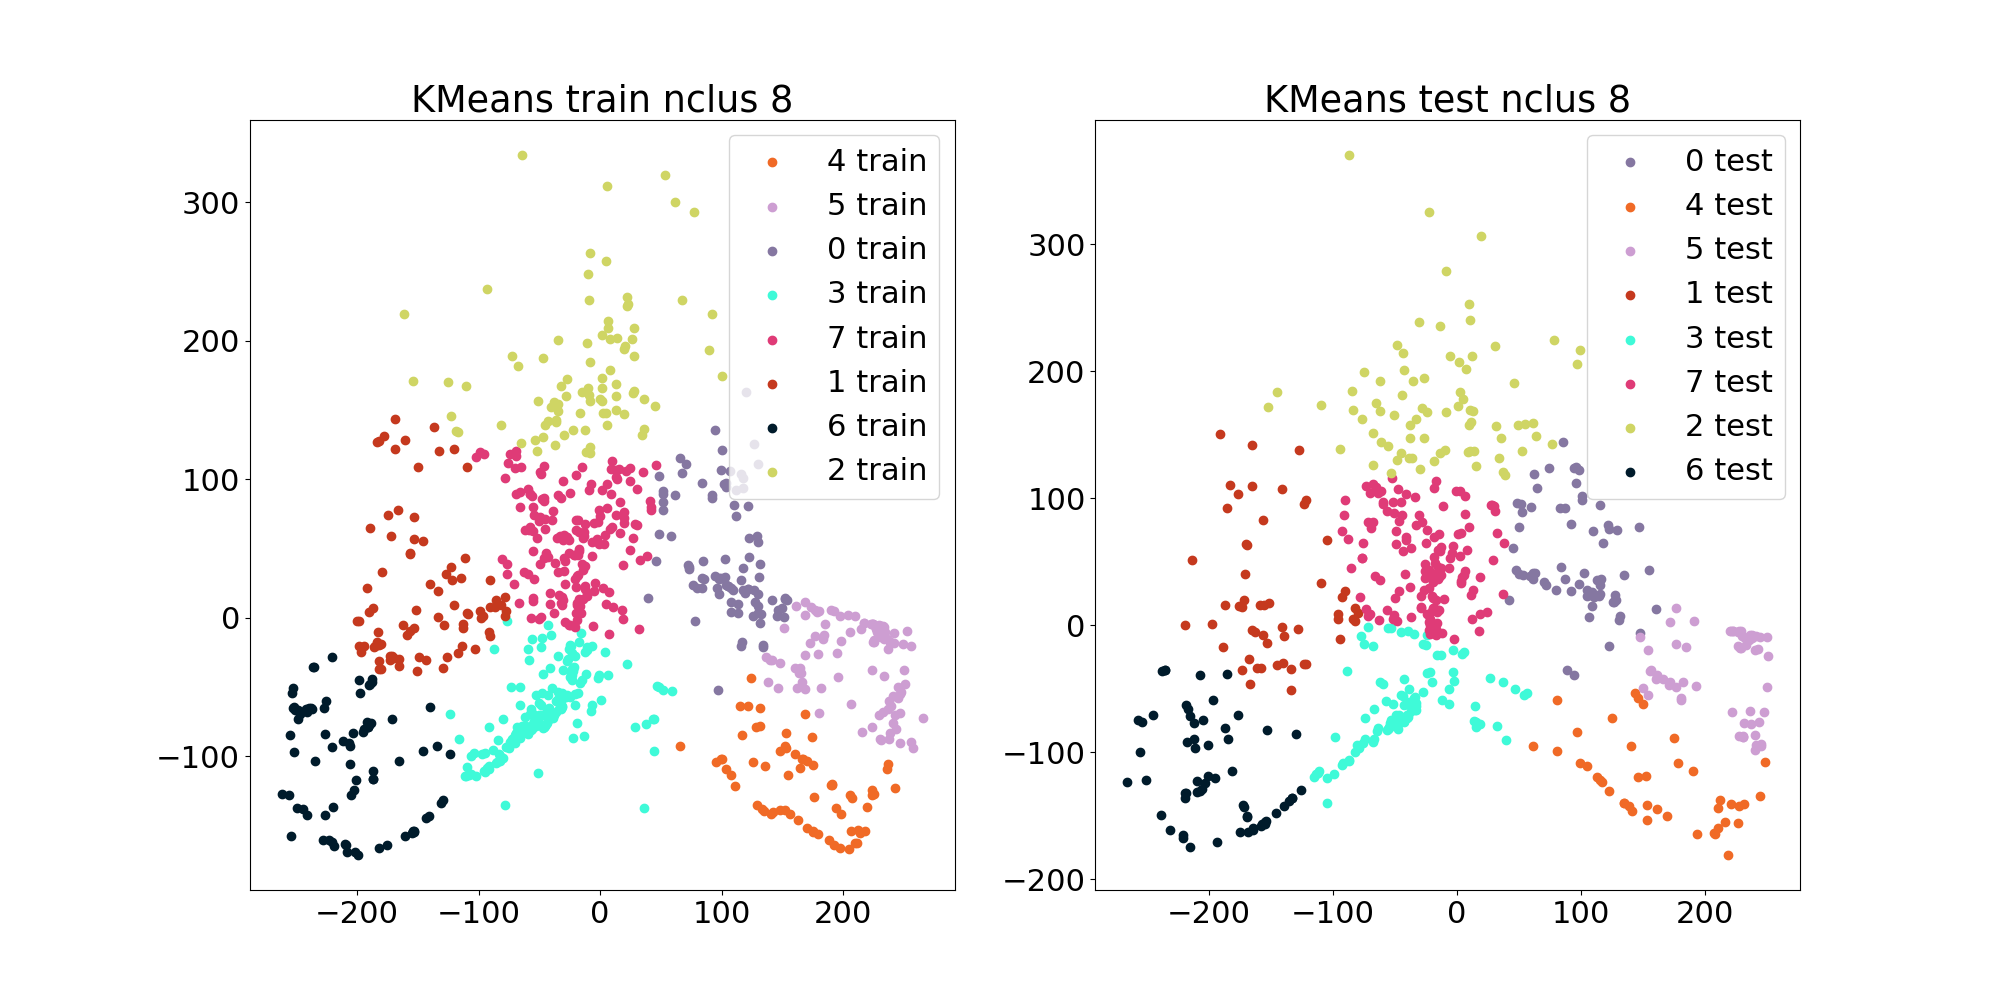 KMeans train nclus 8
300
200
100
0
−100
−200
−100
0
100
200
4 train
5 train
0 train
3 train
7 train
1 train
6 train
2 train
KMeans test nclus 8
300
200
100
0
−100
−200
−200
−100
0
100
200
0 test
4 test
5 test
1 test
3 test
7 test
2 test
6 test